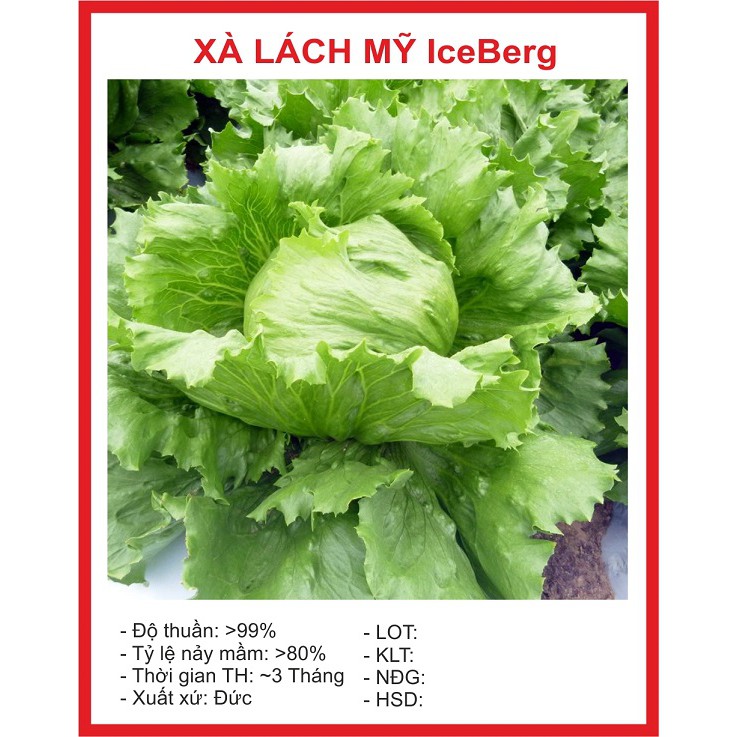 XÀ LÁCH MỸ IceBerg
- Độ thuần: >99%
- Tỷ lệ nảy mầm: >80%
- Thời gian TH: ~3 Tháng
- Xuất xứ: Đức
- LOT:
- KLT:
- NĐG:
- HSD: